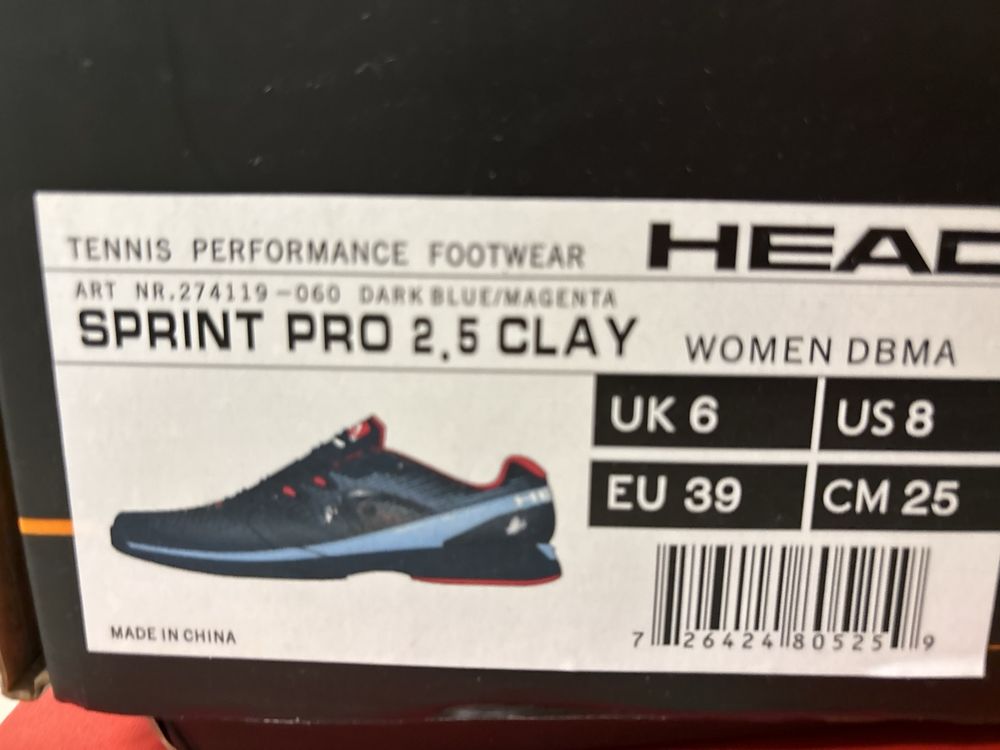 TENNIS PERFORMANCE FOOTWEAR
HEAD
ART NR.274119-060 DARK BLUE/MAGENTA
SPRINT PRO 2.5 CLAY
WOMEN DBMA
UK 6
US 8
EU 39
CM 25
MADE IN CHINA
7 26424 80525 9